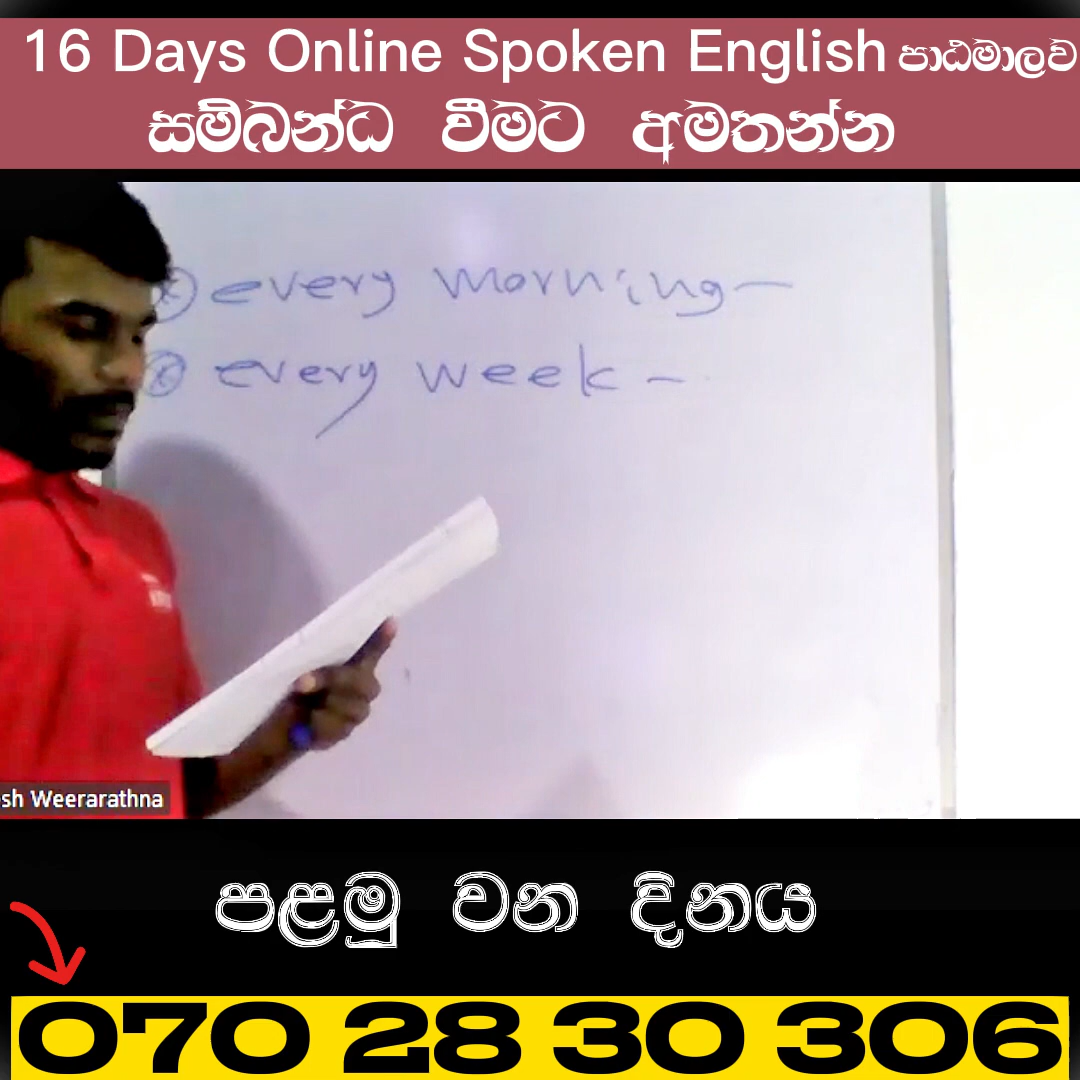 16 Days Online Spoken English පාඨමාලව
සම්බන්ධ වීමට අමතන්න
every morning —
every week —
osh Weerarathna
පළමු වන දිනය
070 28 30 306